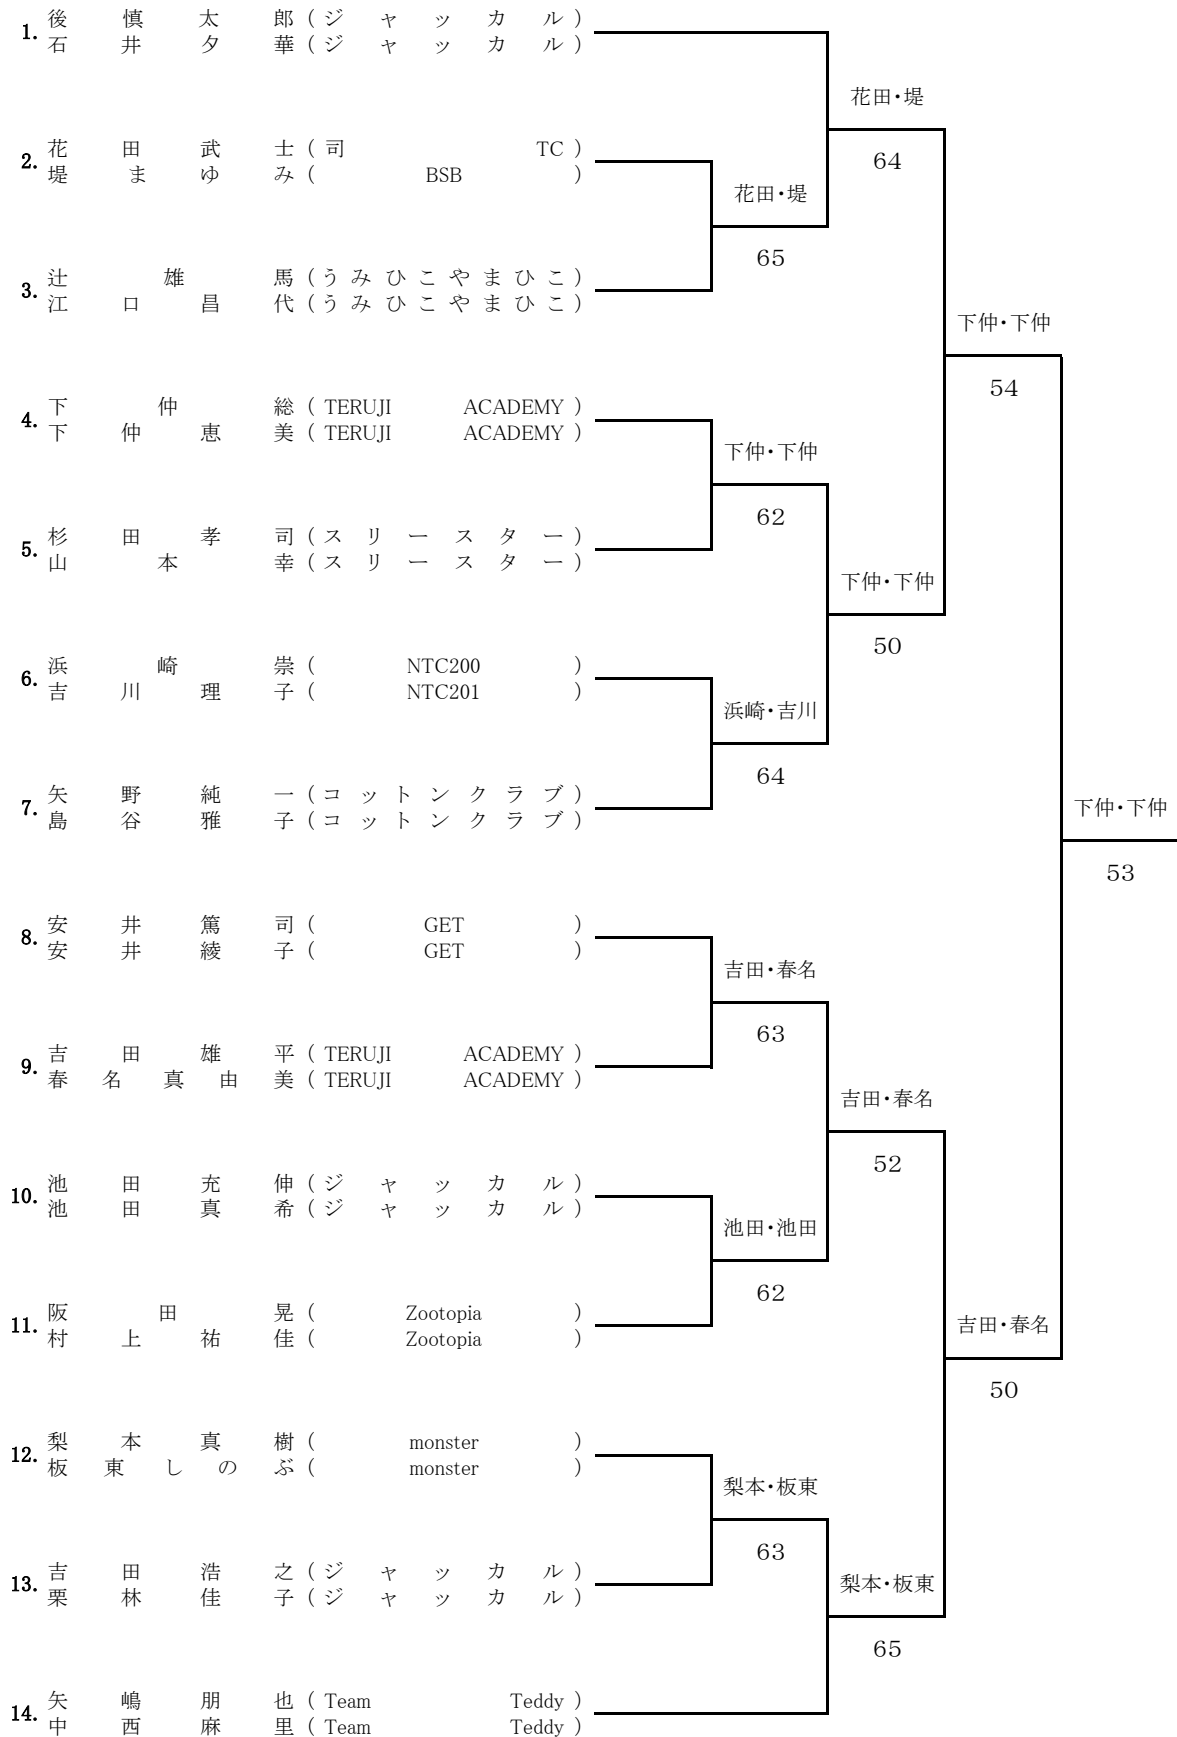 1. 後慎太郎(ジャッカル)
石井夕華(ジャッカル)
花田・堤
2. 花田武士(司 TC)
堤まゆみ(BSB)
64
花田・堤
65
3. 辻雄馬(うみひこやまひこ)
江口昌代(うみひこやまひこ)
下仲・下仲
54
4. 下仲総(TERUJI ACADEMY)
下仲恵美(TERUJI ACADEMY)
下仲・下仲
62
5. 杉田孝司(スリースター)
山本幸(スリースター)
下仲・下仲
50
6. 浜崎崇(NTC200)
吉川理子(NTC201)
浜崎・吉川
64
7. 矢野純一(コットンクラブ)
島谷雅子(コットンクラブ)
下仲・下仲
53
8. 安井篤司(GET)
安井綾子(GET)
吉田・春名
63
9. 吉田雄平(TERUJI ACADEMY)
春名真由美(TERUJI ACADEMY)
吉田・春名
52
10. 池田充伸(ジャッカル)
池田真希(ジャッカル)
池田・池田
62
11. 阪田晃(Zootopia)
村上祐佳(Zootopia)
吉田・春名
50
12. 梨本真樹(monster)
板東しのぶ(monster)
梨本・板東
63
13. 吉田浩之(ジャッカル)
栗林佳子(ジャッカル)
梨本・板東
65
14. 矢嶋朋也(Team Teddy)
中西麻里(Team Teddy)